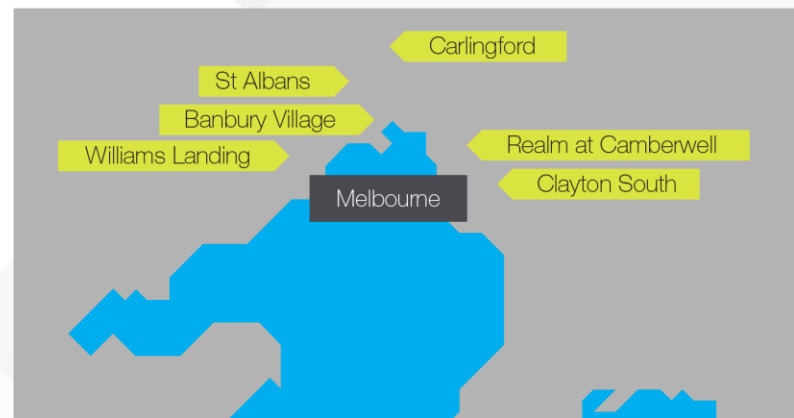 Carlingford
St Albans
Banbury Village
Williams Landing
Realm at Camberwell
Clayton South
Melbourne